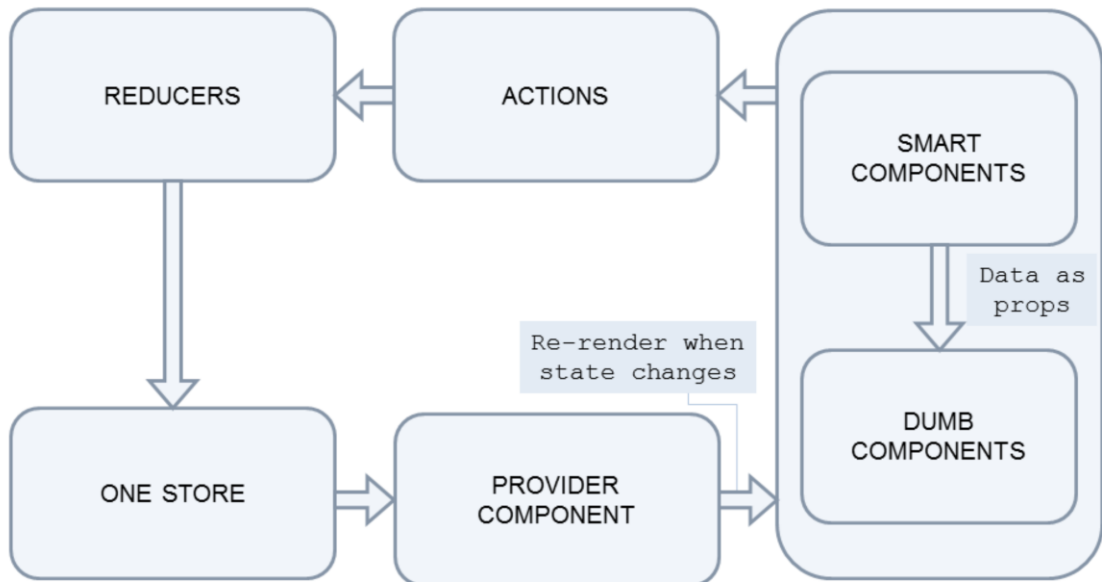 REDUCERS
ACTIONS
SMART
COMPONENTS
Data as
props
Re-render when
state changes
DUMB
COMPONENTS
ONE STORE
PROVIDER
COMPONENT